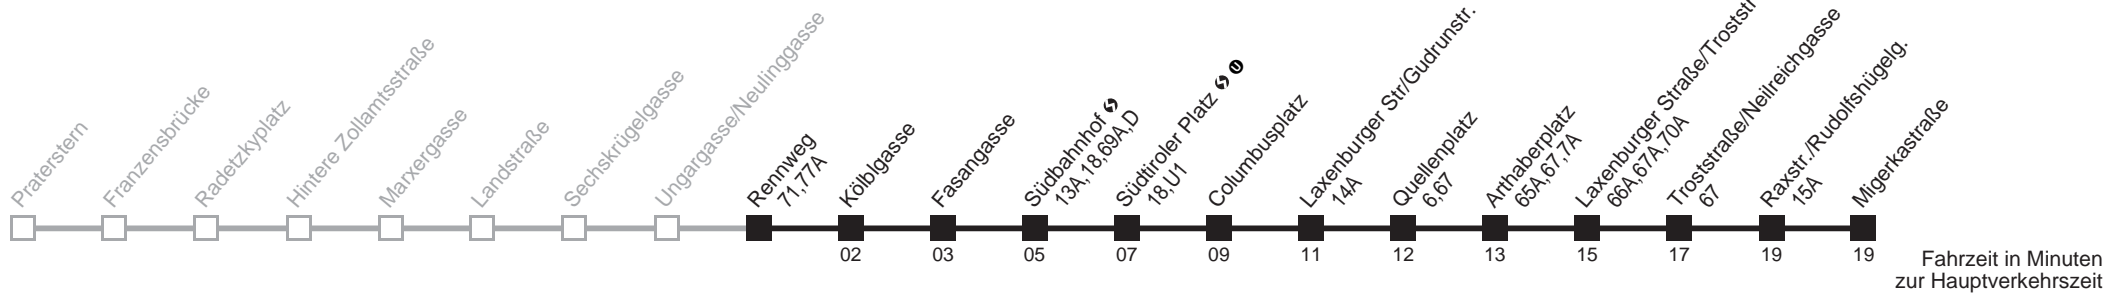 Praterstern
Franzensbrücke
Radetzkyplatz
Hintere Zollamtsstraße
Marxergasse
Landstraße
Sechskrügelgasse
Ungargasse/Neulinggasse
Rennweg
71,77A
Kölblgasse
02
Fasangasse
03
Südbahnhof
13A,18,69A,D
05
Südtiroler Platz U
18,U1
07
Columbusplatz
09
Laxenburger Str/Gudrunstr.
14A
11
Quellenplatz
6,67
12
Arthaberplatz
65A,67,7A
13
Laxenburger Straße/
66A,67A,70A
15
Troststraße/Neilreichgasse
67
17
Raxstr./Rudolfshügelg.
15A
19
Migerkastraße
19
Fahrzeit in Minuten
zur Hauptverkehrszeit